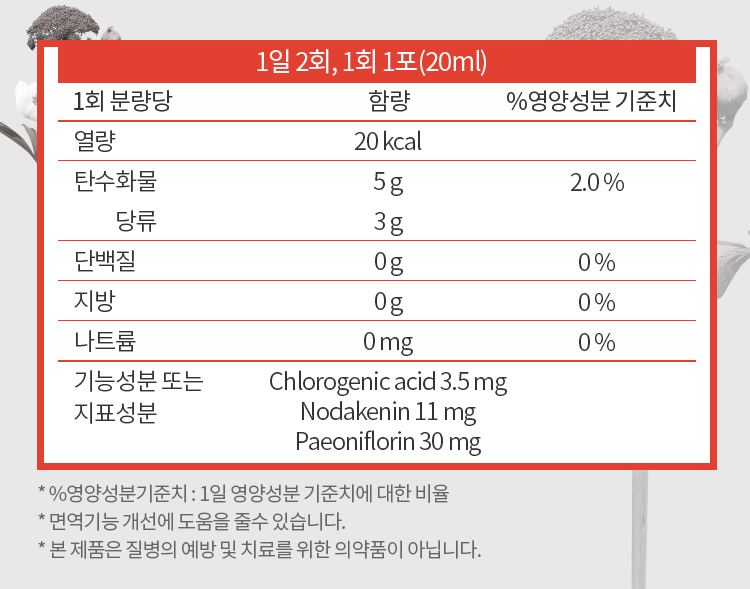 1일 2회, 1회 1포(20ml)
1회 분량당 함량 %영양성분 기준치
열량 20 kcal
탄수화물 5 g 2.0 %
당류 3 g
단백질 0 g 0 %
지방 0 g 0 %
나트륨 0 mg 0 %
기능성분 또는 Chlorogenic acid 3.5 mg
지표성분 Nodakenin 11 mg
Paeoniflorin 30 mg
* %영양성분기준치 : 1일 영양성분 기준치에 대한 비율
* 면역기능 개선에 도움을 줄수 있습니다.
* 본 제품은 질병의 예방 및 치료를 위한 의약품이 아닙니다.